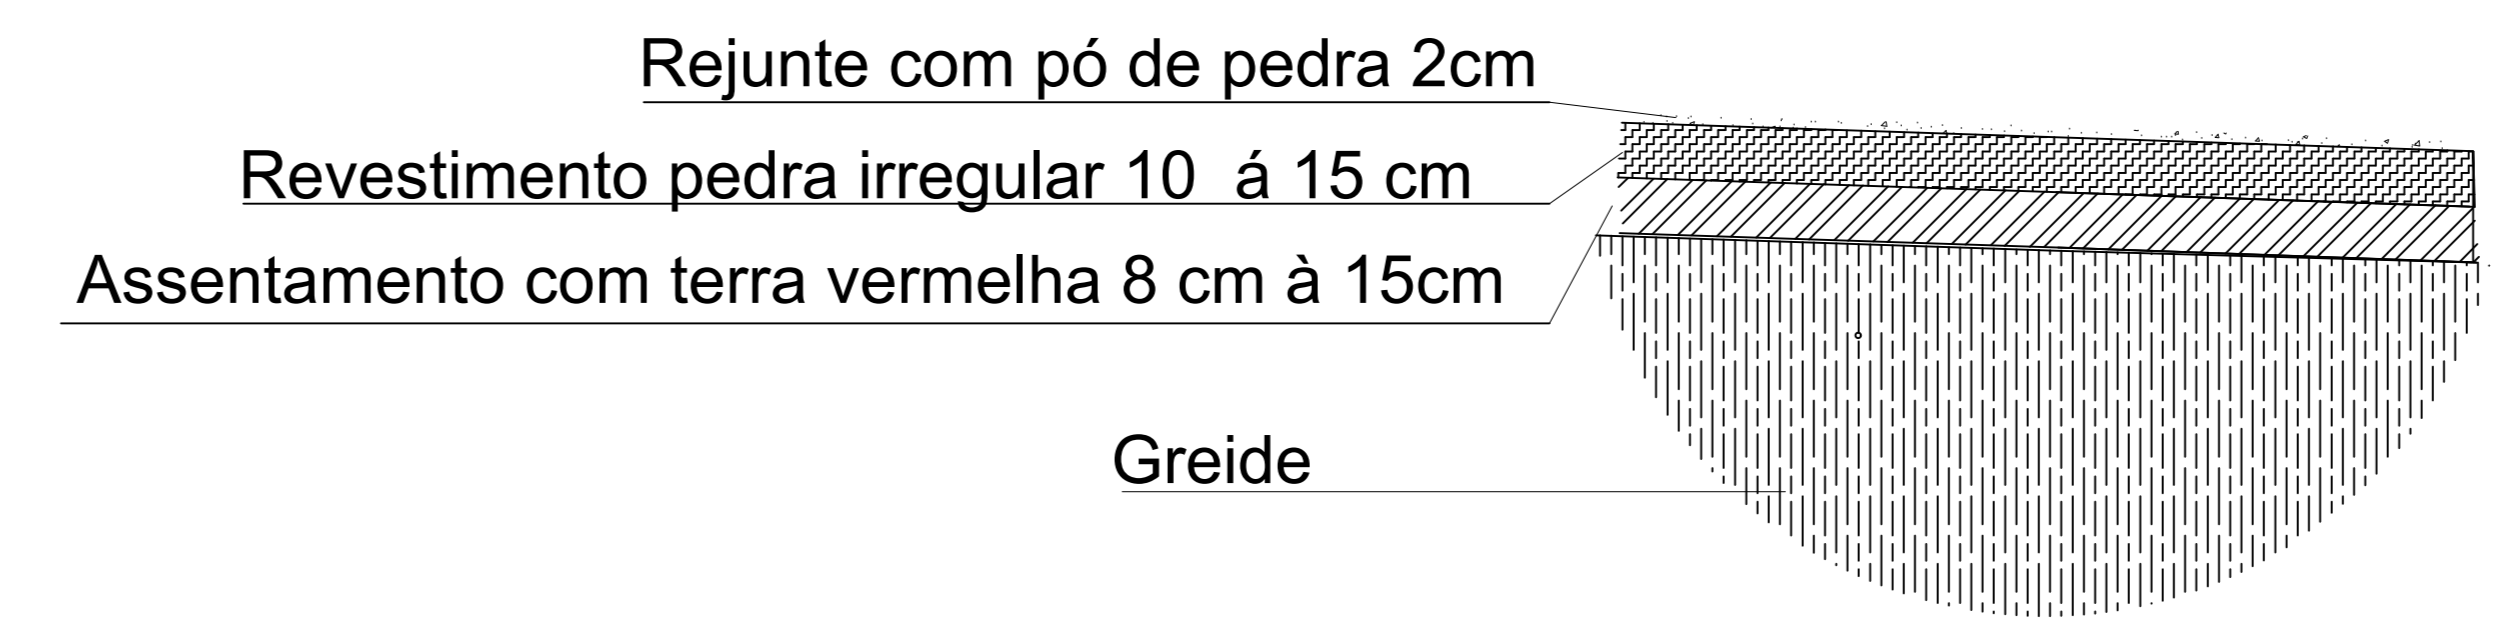 Rejunte com pó de pedra 2cm
Revestimento pedra irregular 10  á 15 cm
Assentamento com terra vermelha 8 cm à 15cm
Greide